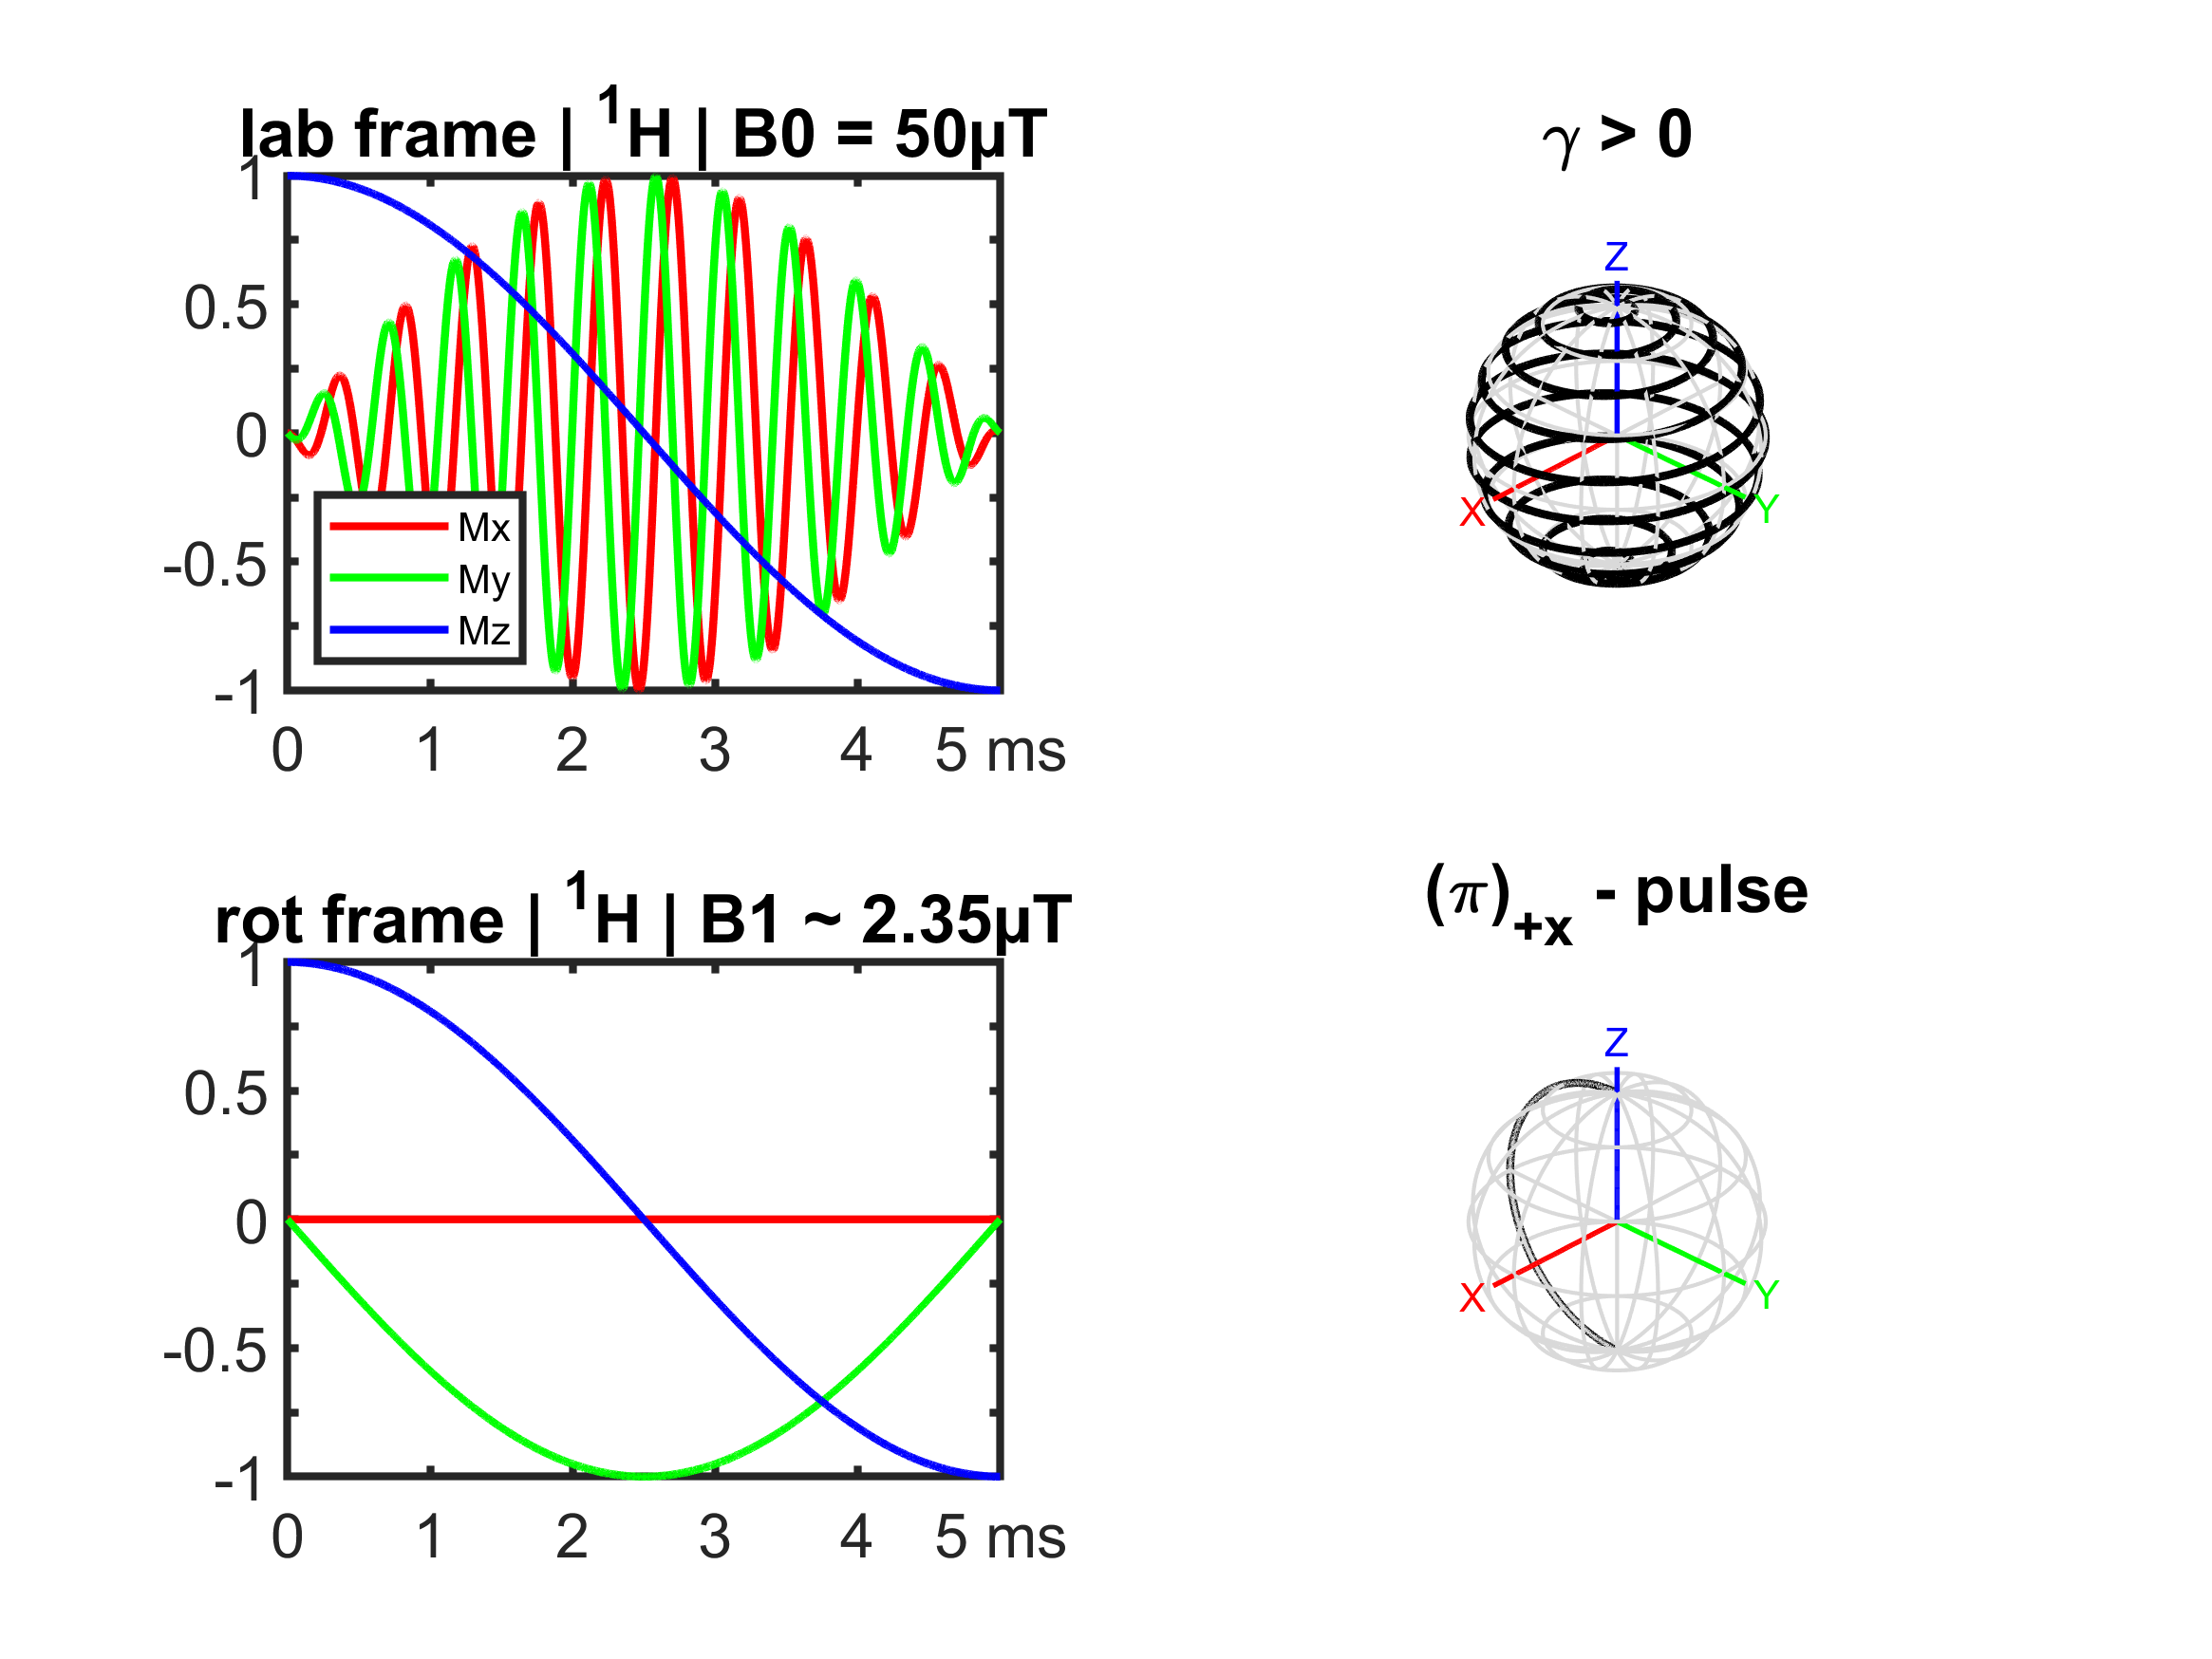 lab frame | ¹H | B0 = 50µT
1
0.5
0
-0.5
-1
Mx
My
Mz
0 1 2 3 4 5 ms
γ > 0
Z
X
Y
rot frame | ¹H | B1 ~ 2.35µT
1
0.5
0
-0.5
-1
0 1 2 3 4 5 ms
(π)+x - pulse
Z
X
Y